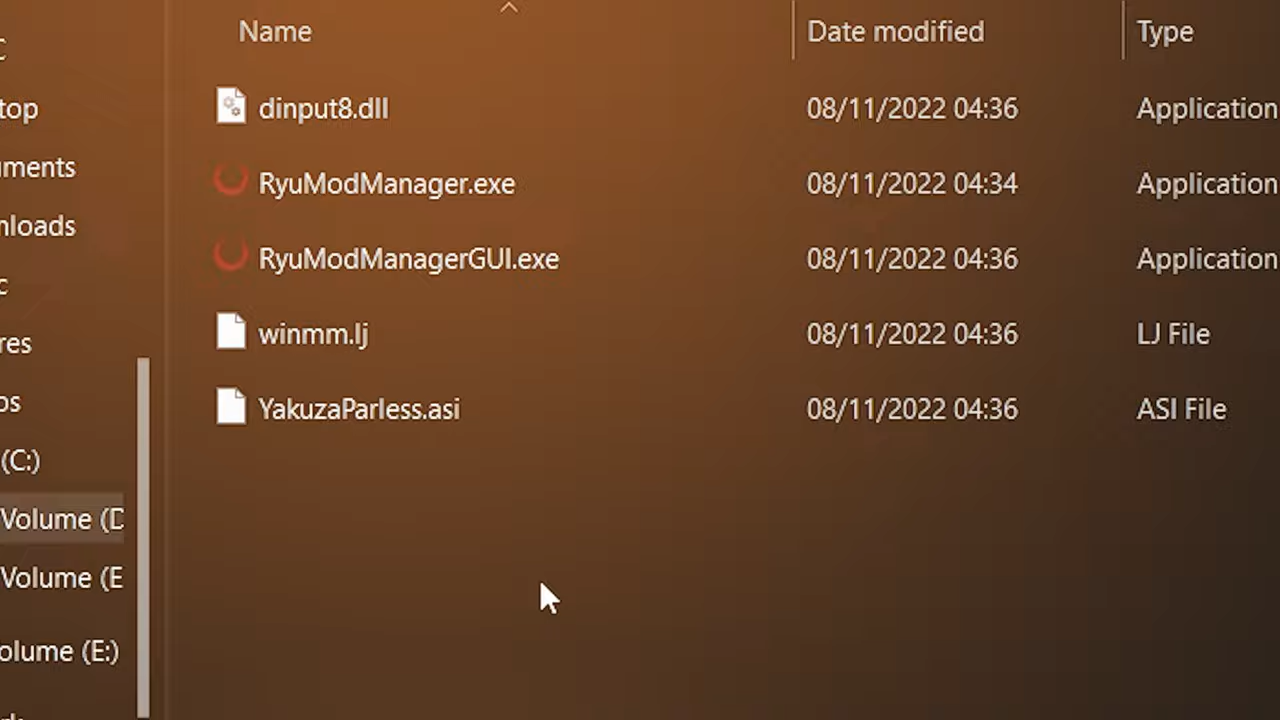 Name Date modified Type
top
dinput8.dll 08/11/2022 04:36 Application
uments
RyuModManager.exe 08/11/2022 04:34 Application
nloads
RyuModManagerGUI.exe 08/11/2022 04:36 Application
c
res
winmm.lj 08/11/2022 04:36 LJ File
os
YakuzaParless.asi 08/11/2022 04:36 ASI File
(C:)
Volume (D
Volume (E
olume (E:)